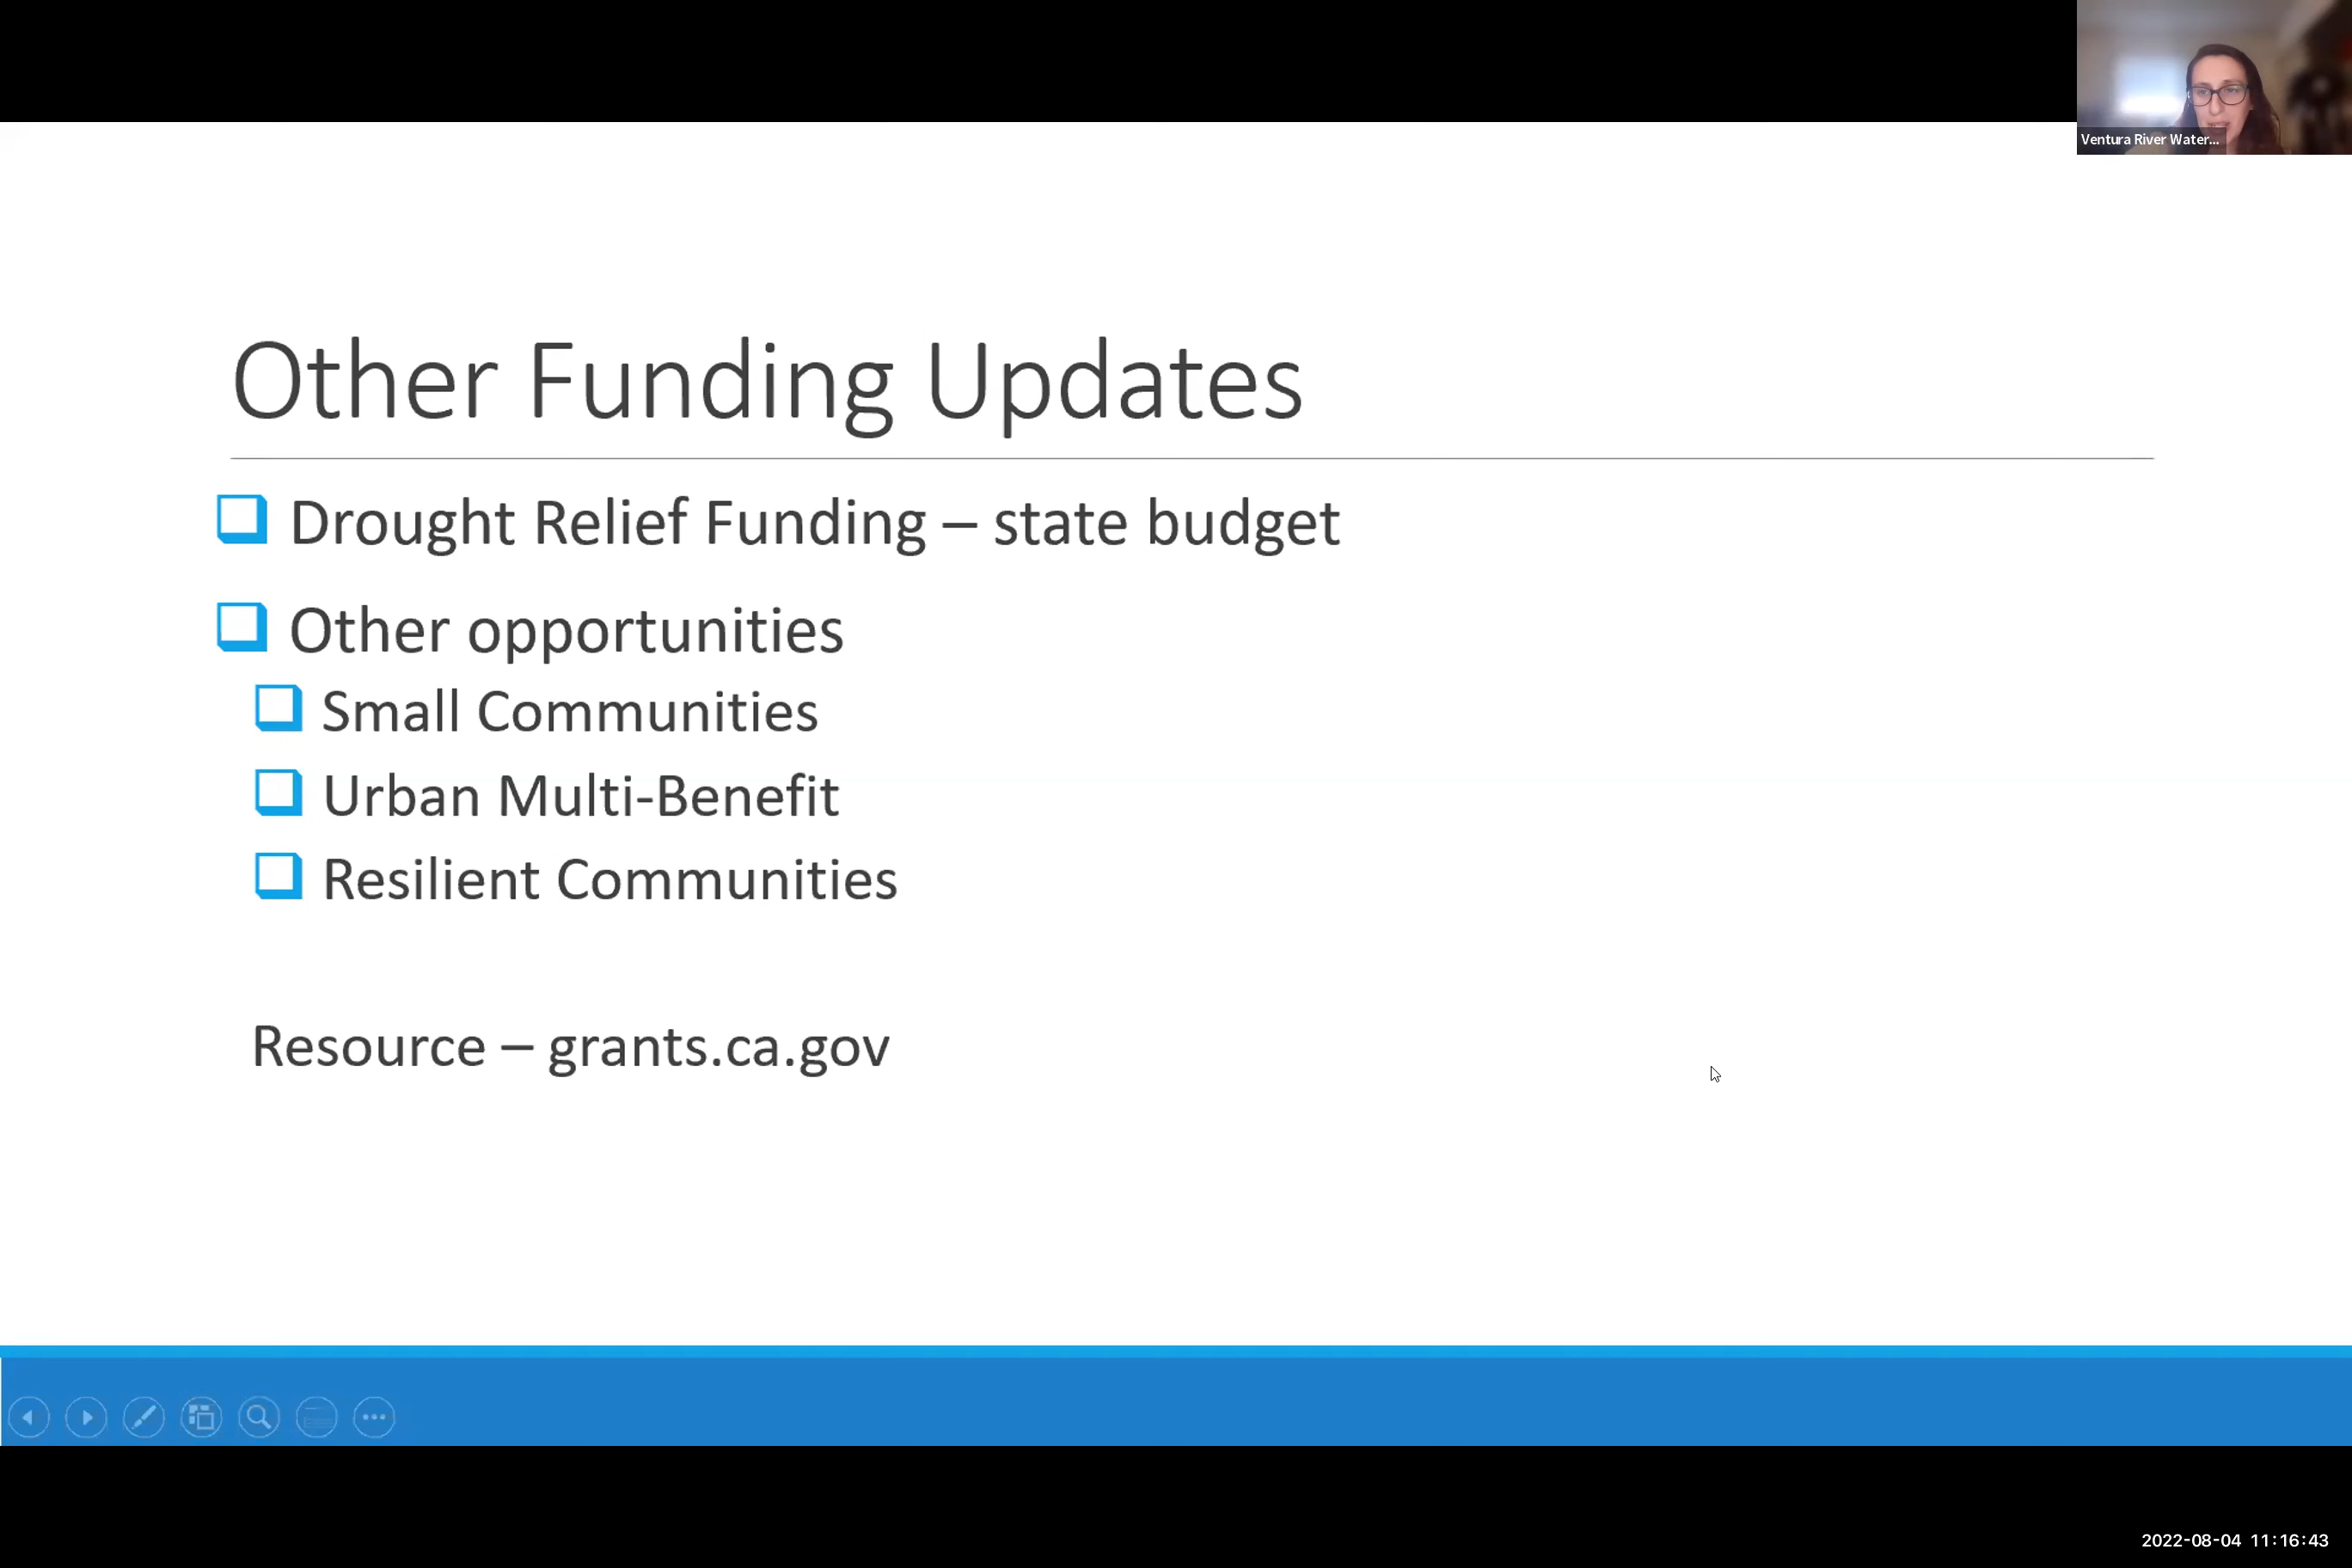 Ventura River Water...
Other Funding Updates
Drought Relief Funding – state budget
Other opportunities
Small Communities
Urban Multi-Benefit
Resilient Communities
Resource – grants.ca.gov
2022-08-04 11:16:43